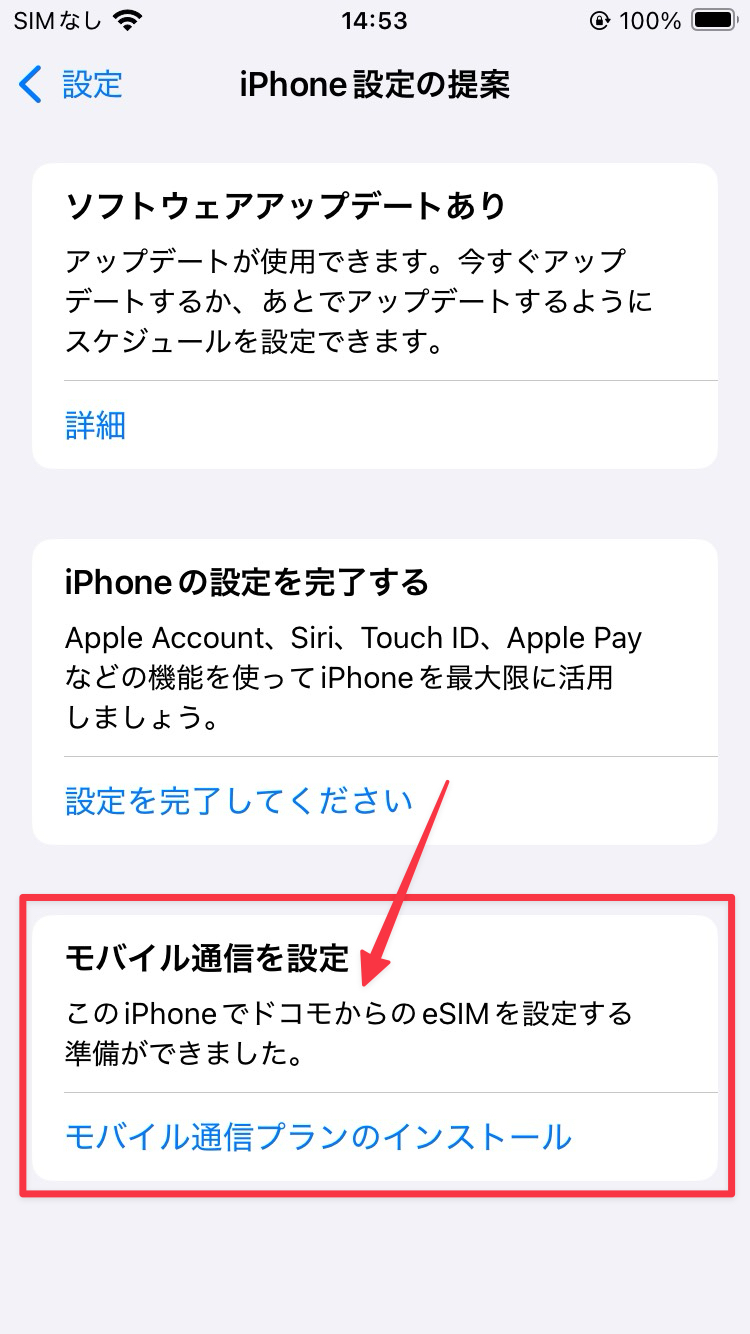 SIMなし 14:53 100%
設定 iPhone設定の提案
ソフトウェアアップデートあり
アップデートが使用できます。今すぐアップ
デートするか、あとでアップデートするように
スケジュールを設定できます。
詳細
iPhoneの設定を完了する
Apple Account、Siri、Touch ID、Apple Pay
などの機能を使ってiPhoneを最大限に活用
しましょう。
設定を完了してください
モバイル通信を設定
このiPhoneでドコモからのeSIMを設定する
準備ができました。
モバイル通信プランのインストール